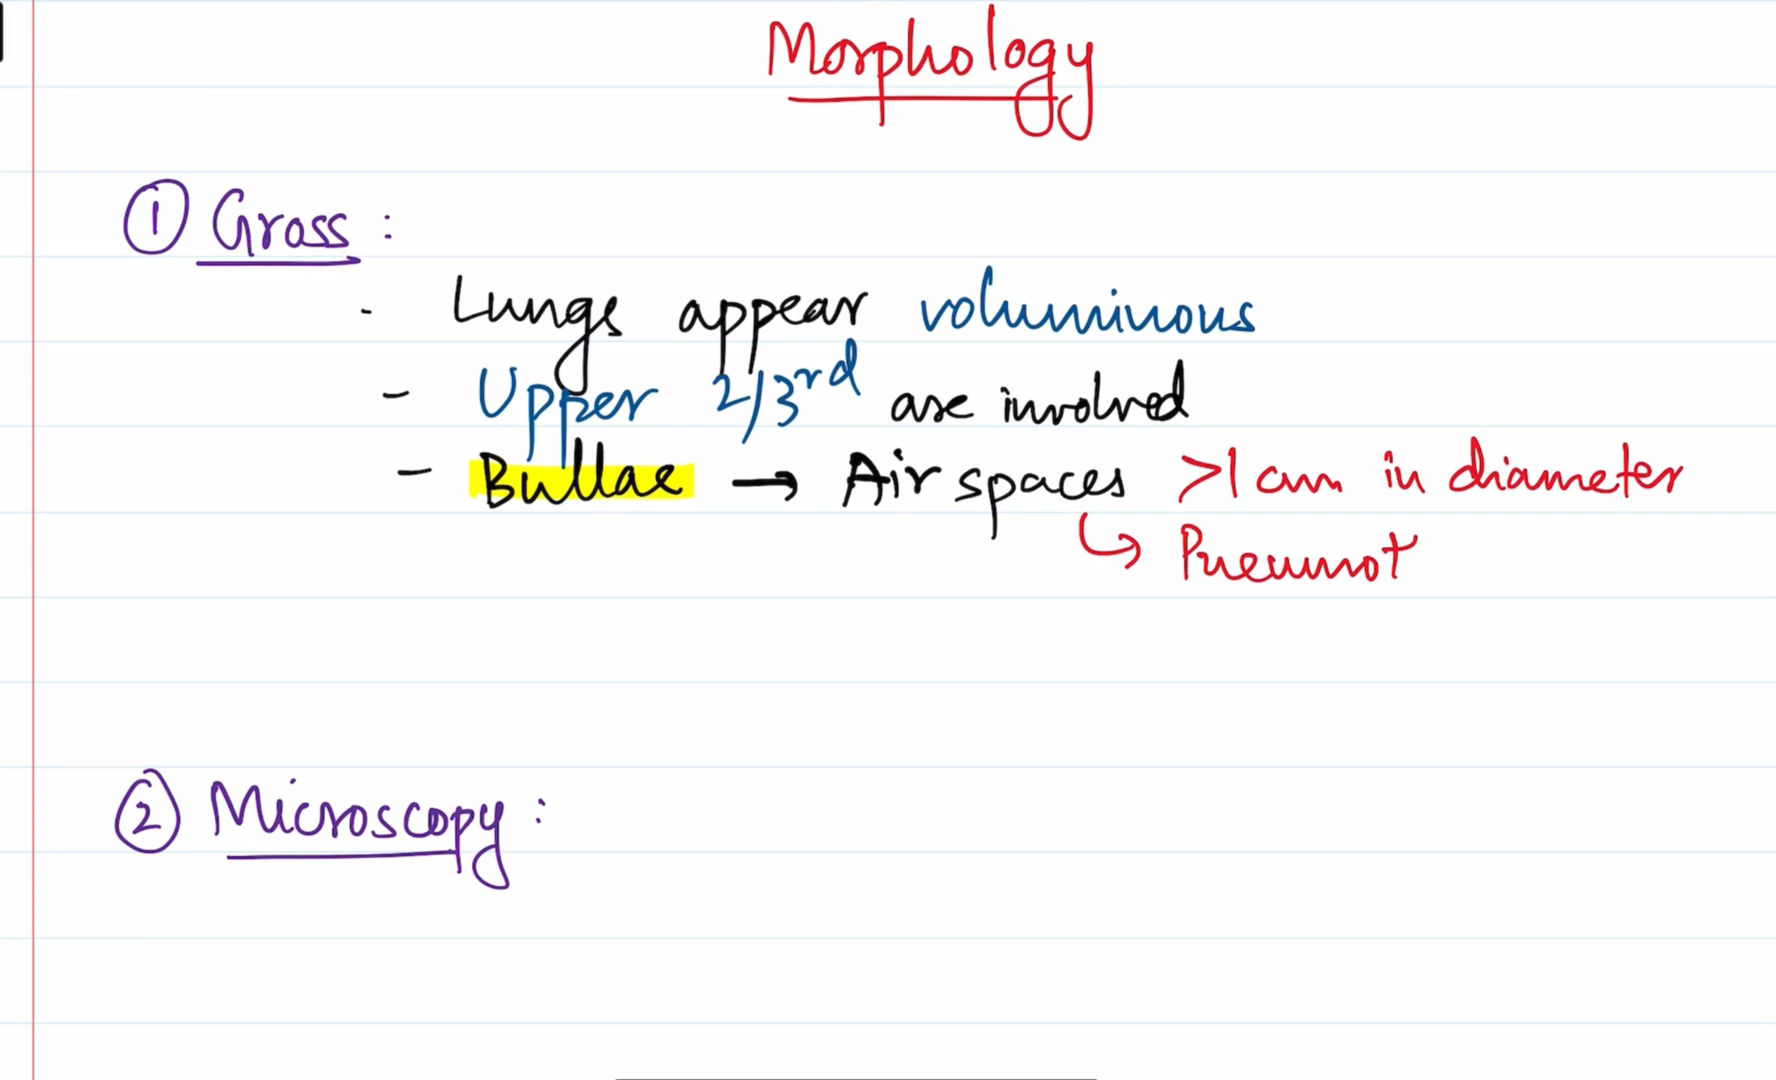 Morphology
① Gross :
- Lungs appear voluminous
- Upper 2/3rd are involved
- Bullae → Air spaces >1 cm in diameter
↳ Pneumot
② Microscopy :